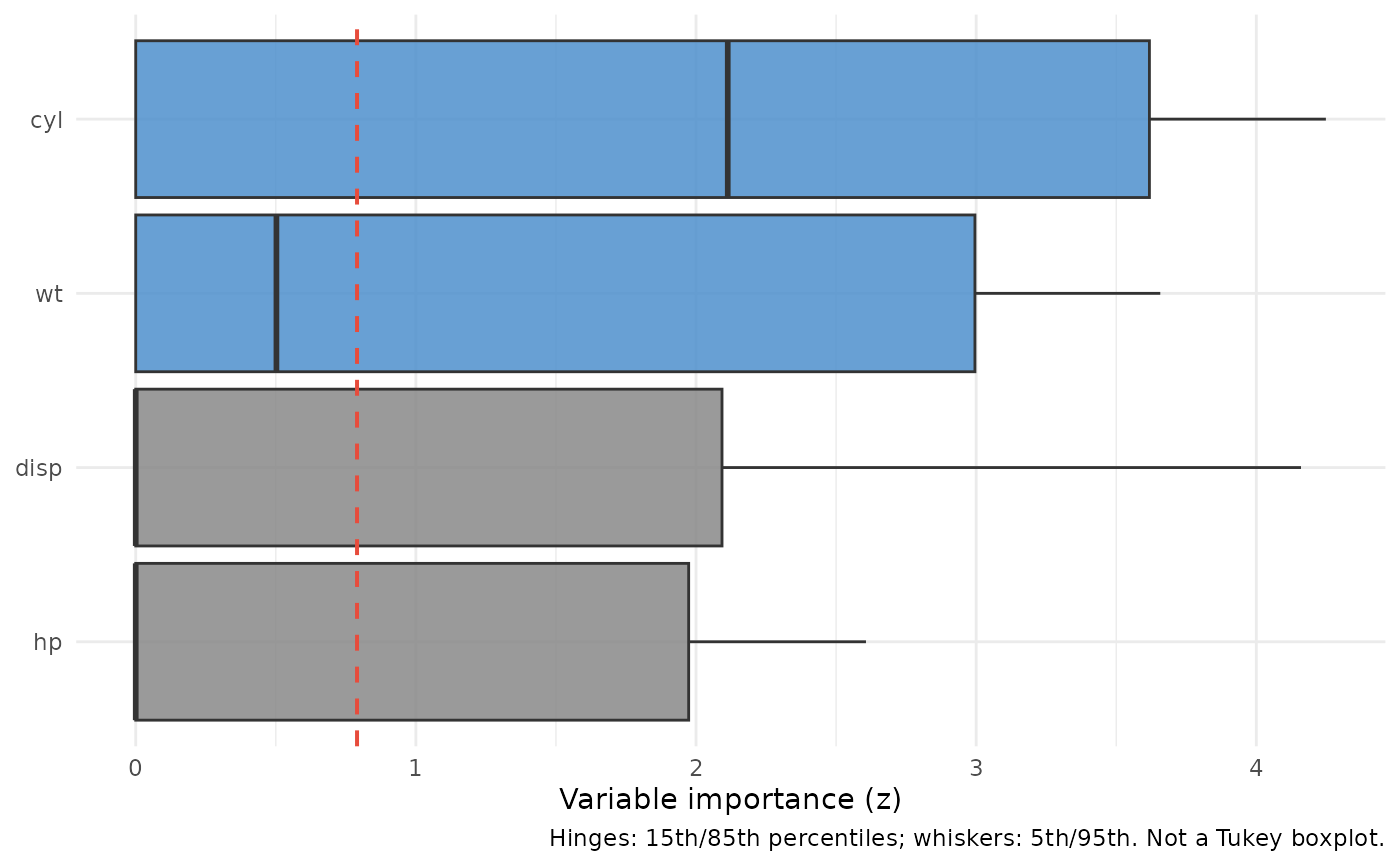 cyl
wt
disp
hp
0 1 2 3 4
Variable importance (z)
Hinges: 15th/85th percentiles; whiskers: 5th/95th. Not a Tukey boxplot.